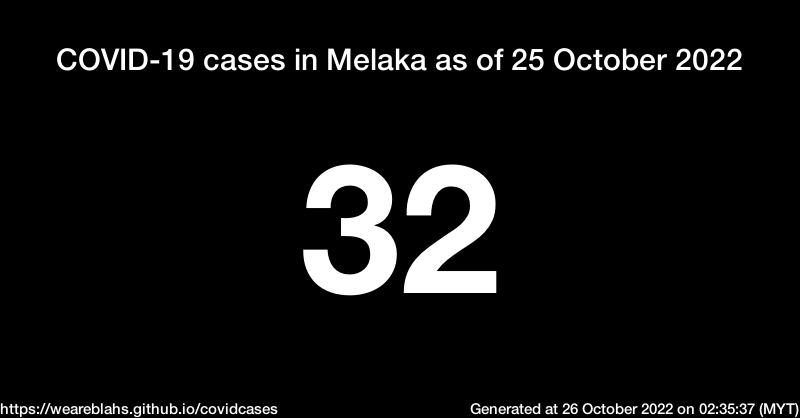 COVID-19 cases in Melaka as of 25 October 2022
32
https://weareblahs.github.io/covidcases
Generated at 26 October 2022 on 02:35:37 (MYT)